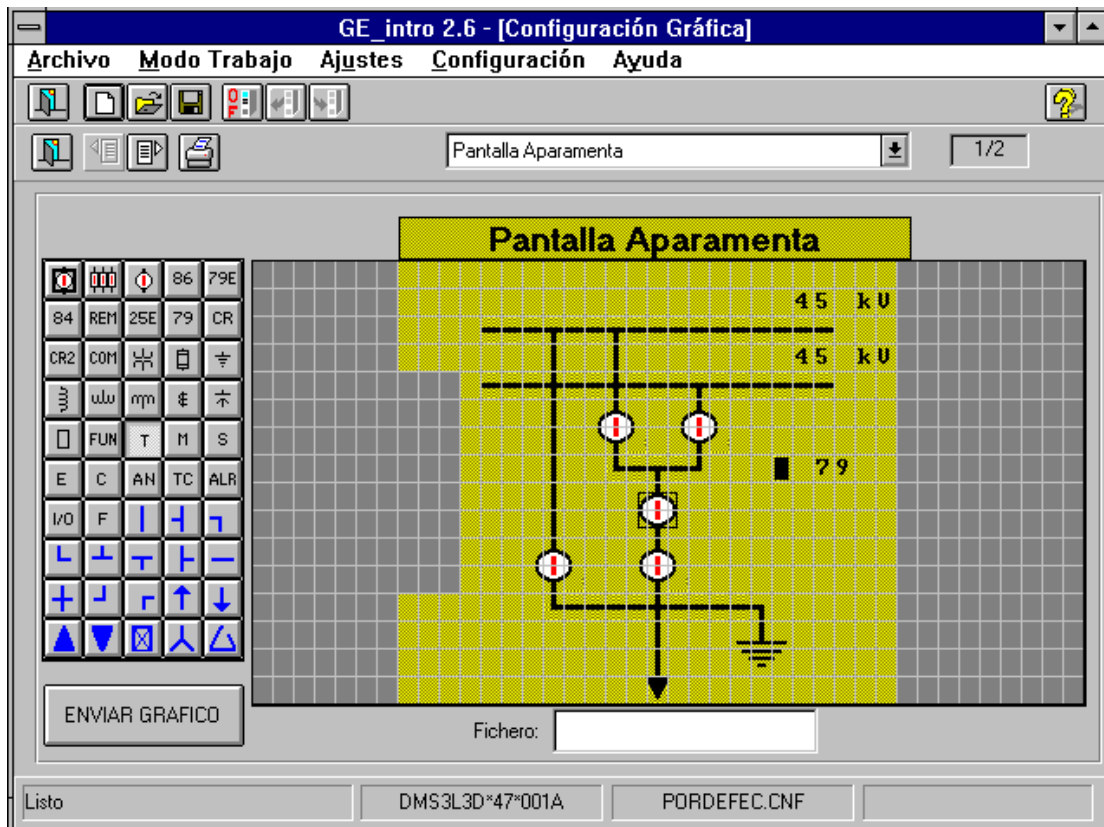 GE_intro 2.6 - [Configuración Gráfica]
Archivo Modo Trabajo Ajustes Configuración Ayuda
Pantalla Aparamenta 1/2
Pantalla Aparamenta
86 79E
84 REM 25E 79 CR
CR2 COM
FUN T M S
E C AN TC ALR
I/O F
45 kV
45 kV
79
ENVIAR GRAFICO
Fichero:
Listo DMS3L3D*47*001A PORDEFEC.CNF